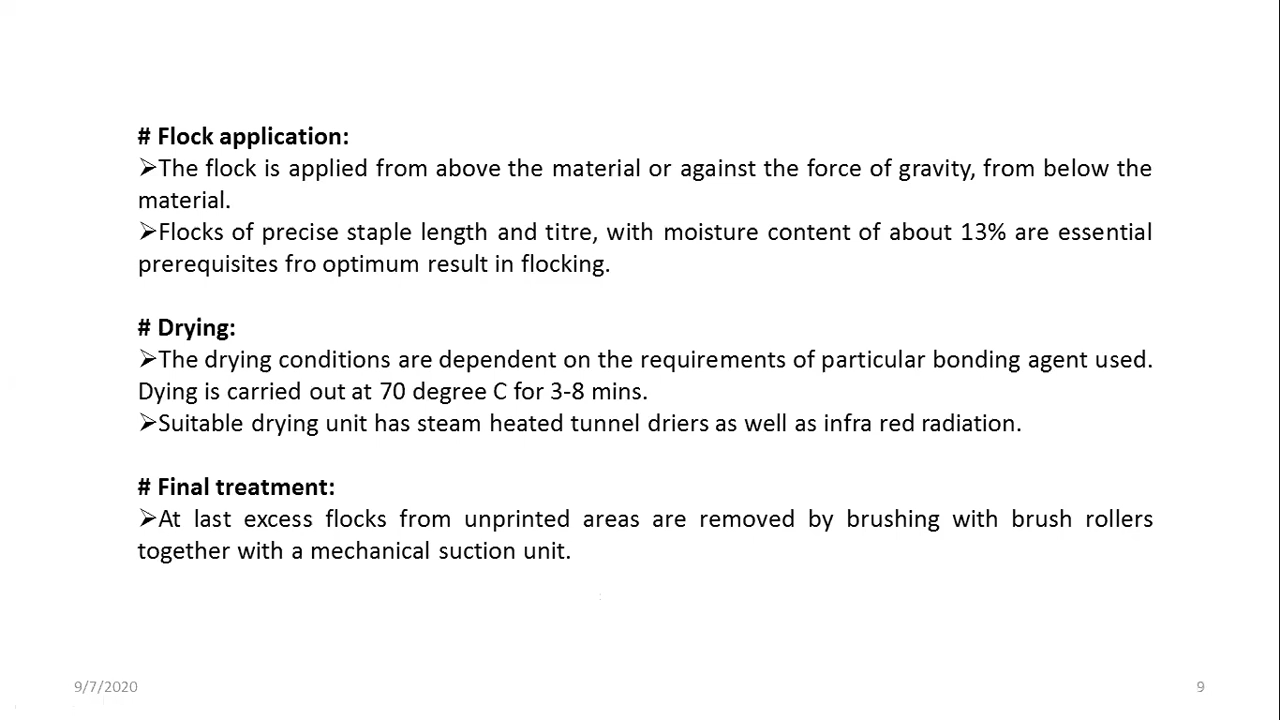 # Flock application:
➢The flock is applied from above the material or against the force of gravity, from below the
material.
➢Flocks of precise staple length and titre, with moisture content of about 13% are essential
prerequisites fro optimum result in flocking.
# Drying:
➢The drying conditions are dependent on the requirements of particular bonding agent used.
Dying is carried out at 70 degree C for 3-8 mins.
➢Suitable drying unit has steam heated tunnel driers as well as infra red radiation.
# Final treatment:
➢At last excess flocks from unprinted areas are removed by brushing with brush rollers
together with a mechanical suction unit.
9/7/2020
9